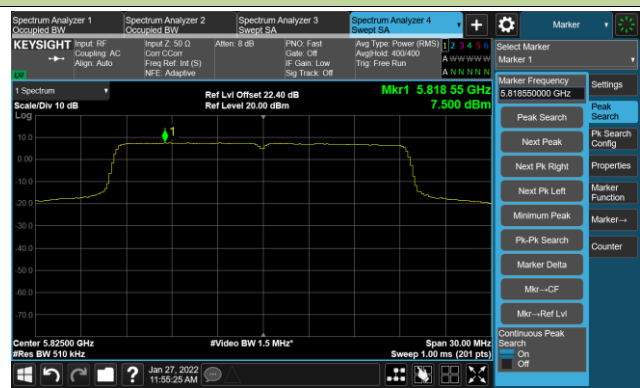 Spectrum Analyzer 1
Occupied BW
Spectrum Analyzer 2
Occupied BW
Spectrum Analyzer 3
Swept SA
Spectrum Analyzer 4
Swept SA
Marker
KEYSIGHT
Input: RF
Coupling: AC
Align: Auto
Input Z: 50 Ω
Corr CCorr
Freq Ref: Int (S)
NFE: Adaptive
Atten: 8 dB
PNO: Fast
Gate: Off
IF Gain: Low
Sig Track: Off
Avg Type: Power (RMS)
Avg|Hold: 400/400
Trig: Free Run
1 2 3 4 5 6
A W W W W W
A N N N N N
LXI
Select Marker
Marker 1
1 Spectrum
Scale/Div 10 dB
Log
Ref Lvl Offset 22.40 dB
Ref Level 20.00 dBm
Mkr1 5.818 55 GHz
7.500 dBm
1
10.0
0.00
-10.0
-20.0
-30.0
-40.0
-50.0
-60.0
-70.0
Center 5.82500 GHz
#Res BW 510 kHz
#Video BW 1.5 MHz*
Span 30.00 MHz
Sweep 1.00 ms (201 pts)
Marker Frequency
5.818550000 GHz
Peak Search
Next Peak
Next Pk Right
Next Pk Left
Minimum Peak
Pk-Pk Search
Marker Delta
Mkr→CF
Mkr→Ref Lvl
Continuous Peak
Search
On
Off
Settings
Peak
Search
Pk Search
Config
Properties
Marker
Function
Marker→
Counter
?
Jan 27, 2022
11:55:25 AM